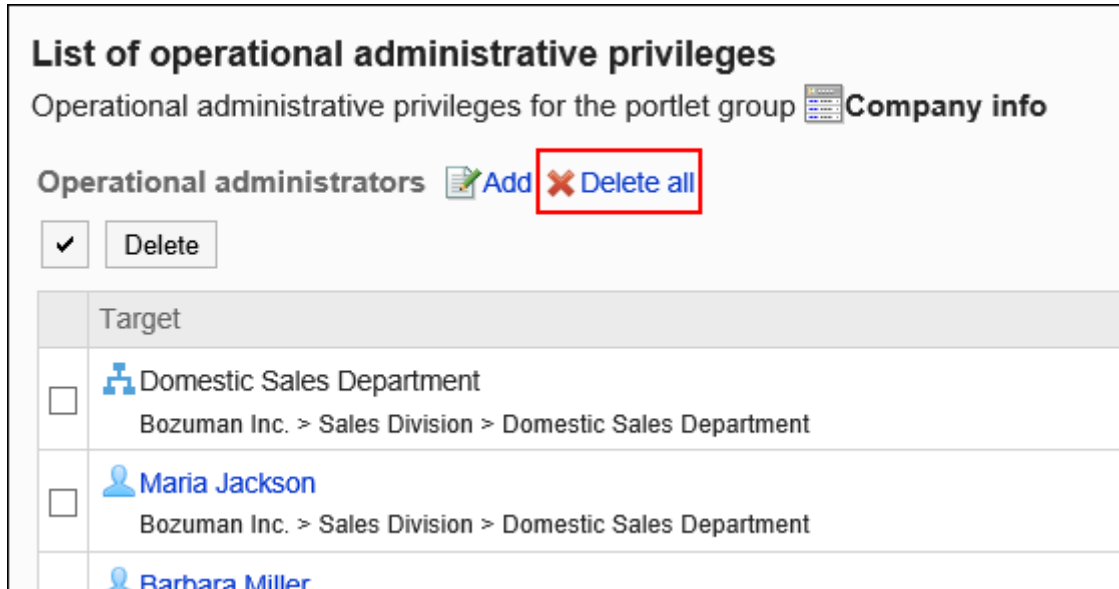 List of operational administrative privileges
Operational administrative privileges for the portlet group Company info
Operational administrators Add Delete all
Delete
Target
Domestic Sales Department
Bozuman Inc. > Sales Division > Domestic Sales Department
Maria Jackson
Bozuman Inc. > Sales Division > Domestic Sales Department
Barbara Miller